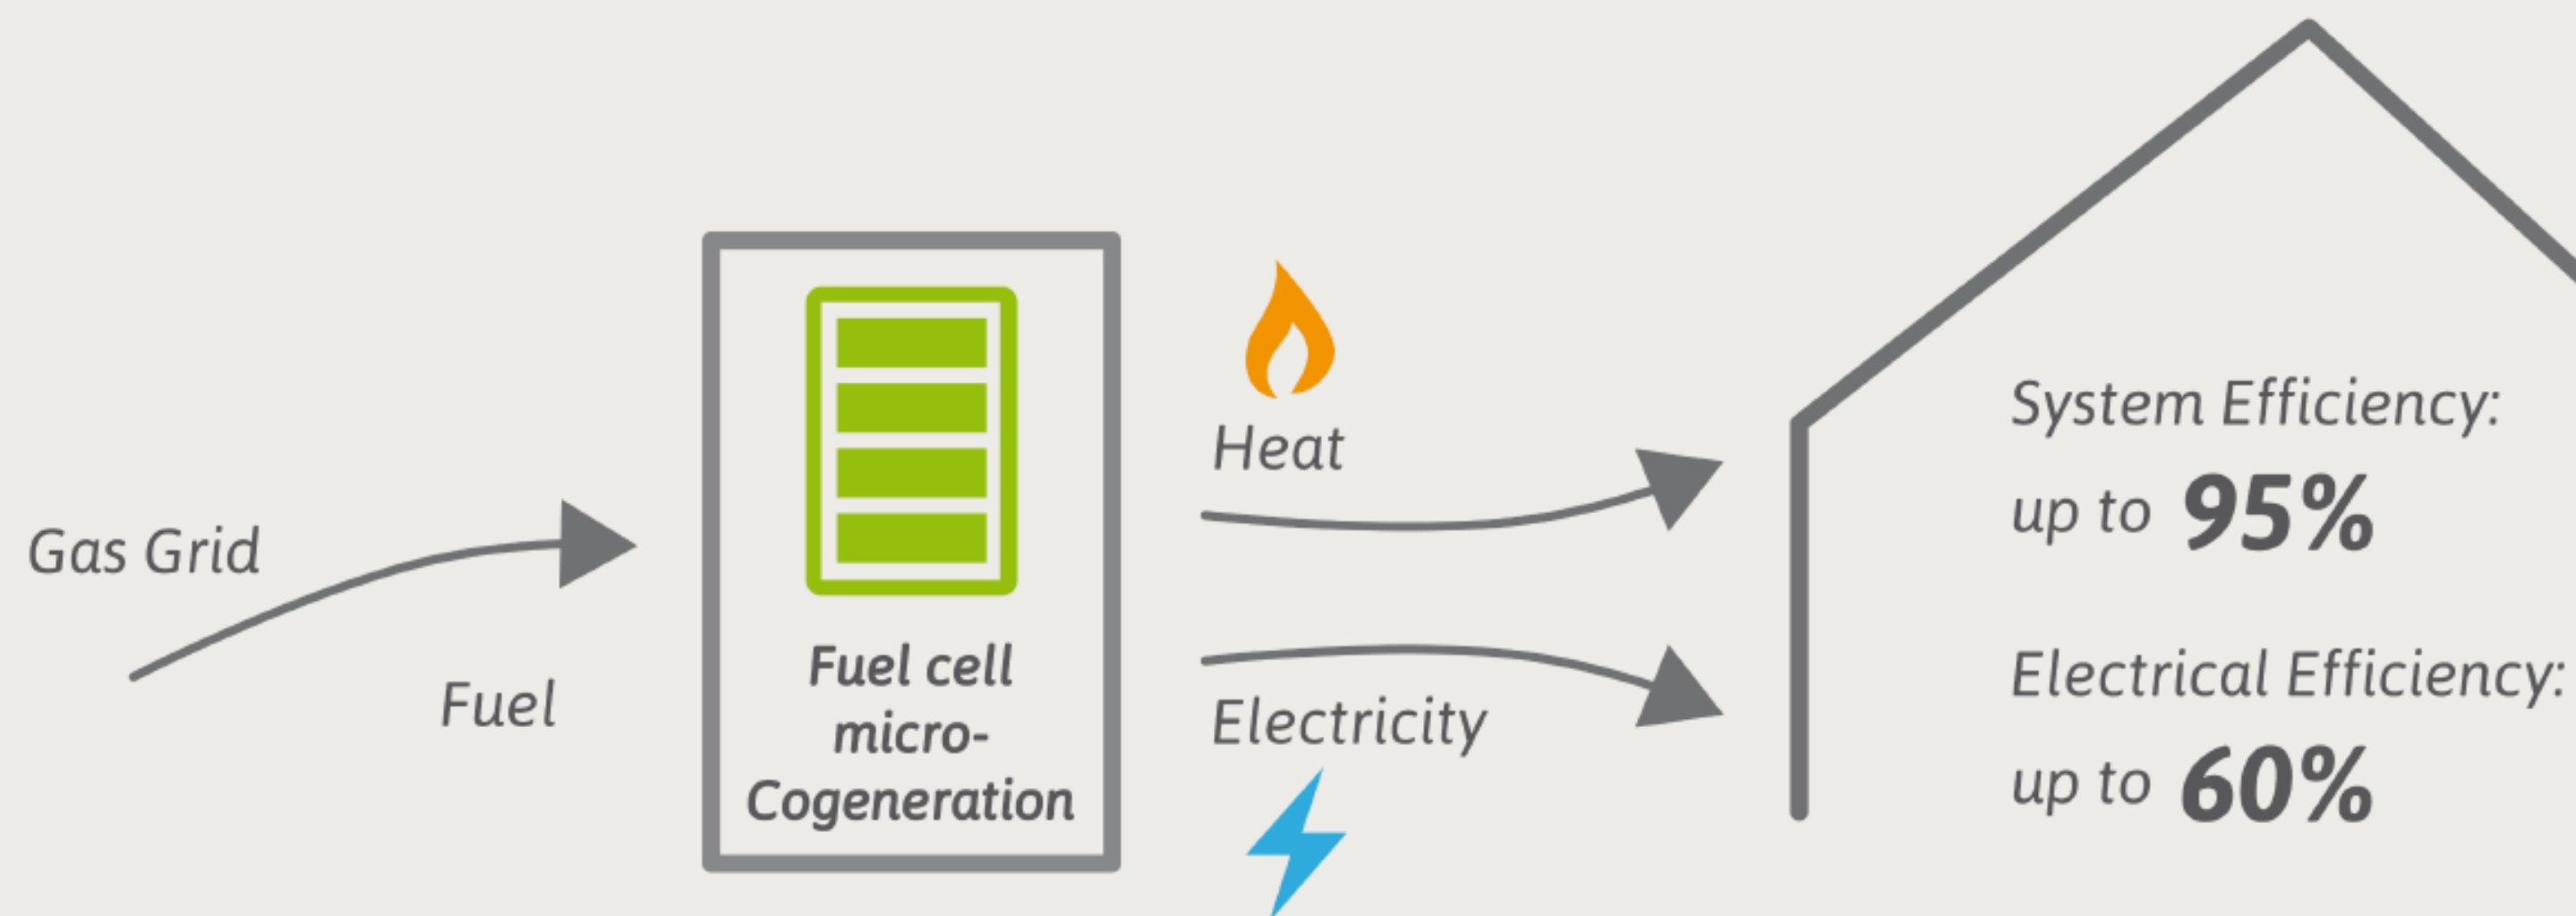 Gas Grid
Fuel
Fuel cell
micro-
Cogeneration
Heat
Electricity
System Efficiency:
up to 95%
Electrical Efficiency:
up to 60%